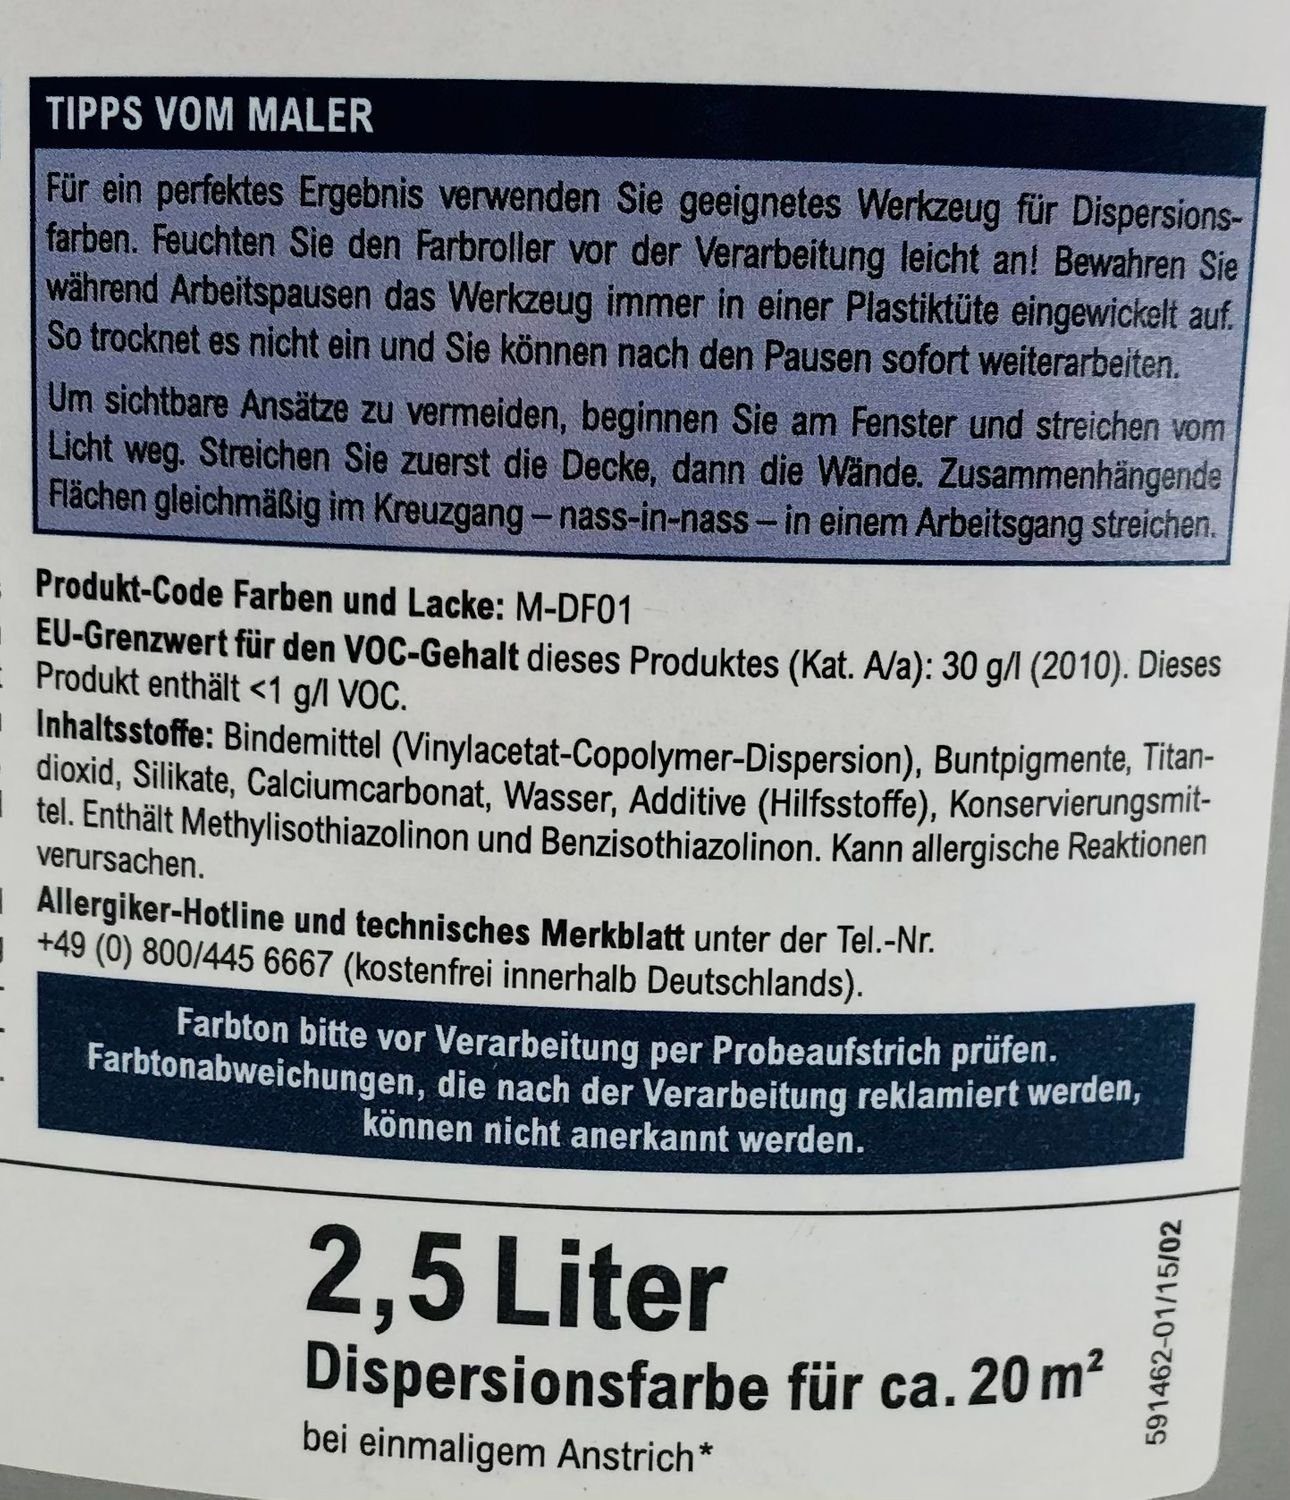 TIPPS VOM MALER
Für ein perfektes Ergebnis verwenden Sie geeignetes Werkzeug für Dispersions-
farben. Feuchten Sie den Farbroller vor der Verarbeitung leicht an! Bewahren Sie
während Arbeitspausen das Werkzeug immer in einer Plastiktüte eingewickelt auf.
So trocknet es nicht ein und Sie können nach den Pausen sofort weiterarbeiten.
Um sichtbare Ansätze zu vermeiden, beginnen Sie am Fenster und streichen vom
Licht weg. Streichen Sie zuerst die Decke, dann die Wände. Zusammenhängende
Flächen gleichmäßig im Kreuzgang – nass-in-nass – in einem Arbeitsgang streichen.
Produkt-Code Farben und Lacke: M-DF01
EU-Grenzwert für den VOC-Gehalt dieses Produktes (Kat. A/a): 30 g/l (2010). Dieses
Produkt enthält <1 g/l VOC.
Inhaltsstoffe: Bindemittel (Vinylacetat-Copolymer-Dispersion), Buntpigmente, Titan-
dioxid, Silikate, Calciumcarbonat, Wasser, Additive (Hilfsstoffe), Konservierungsmit-
tel. Enthält Methylisothiazolinon und Benzisothiazolinon. Kann allergische Reaktionen
verursachen.
Allergiker-Hotline und technisches Merkblatt unter der Tel.-Nr.
+49 (0) 800/445 6667 (kostenfrei innerhalb Deutschlands).
Farbton bitte vor Verarbeitung per Probeaufstrich prüfen.
Farbtonabweichungen, die nach der Verarbeitung reklamiert werden,
können nicht anerkannt werden.
2,5 Liter
Dispersionsfarbe für ca. 20 m²
bei einmaligem Anstrich*
591462-01/15/02